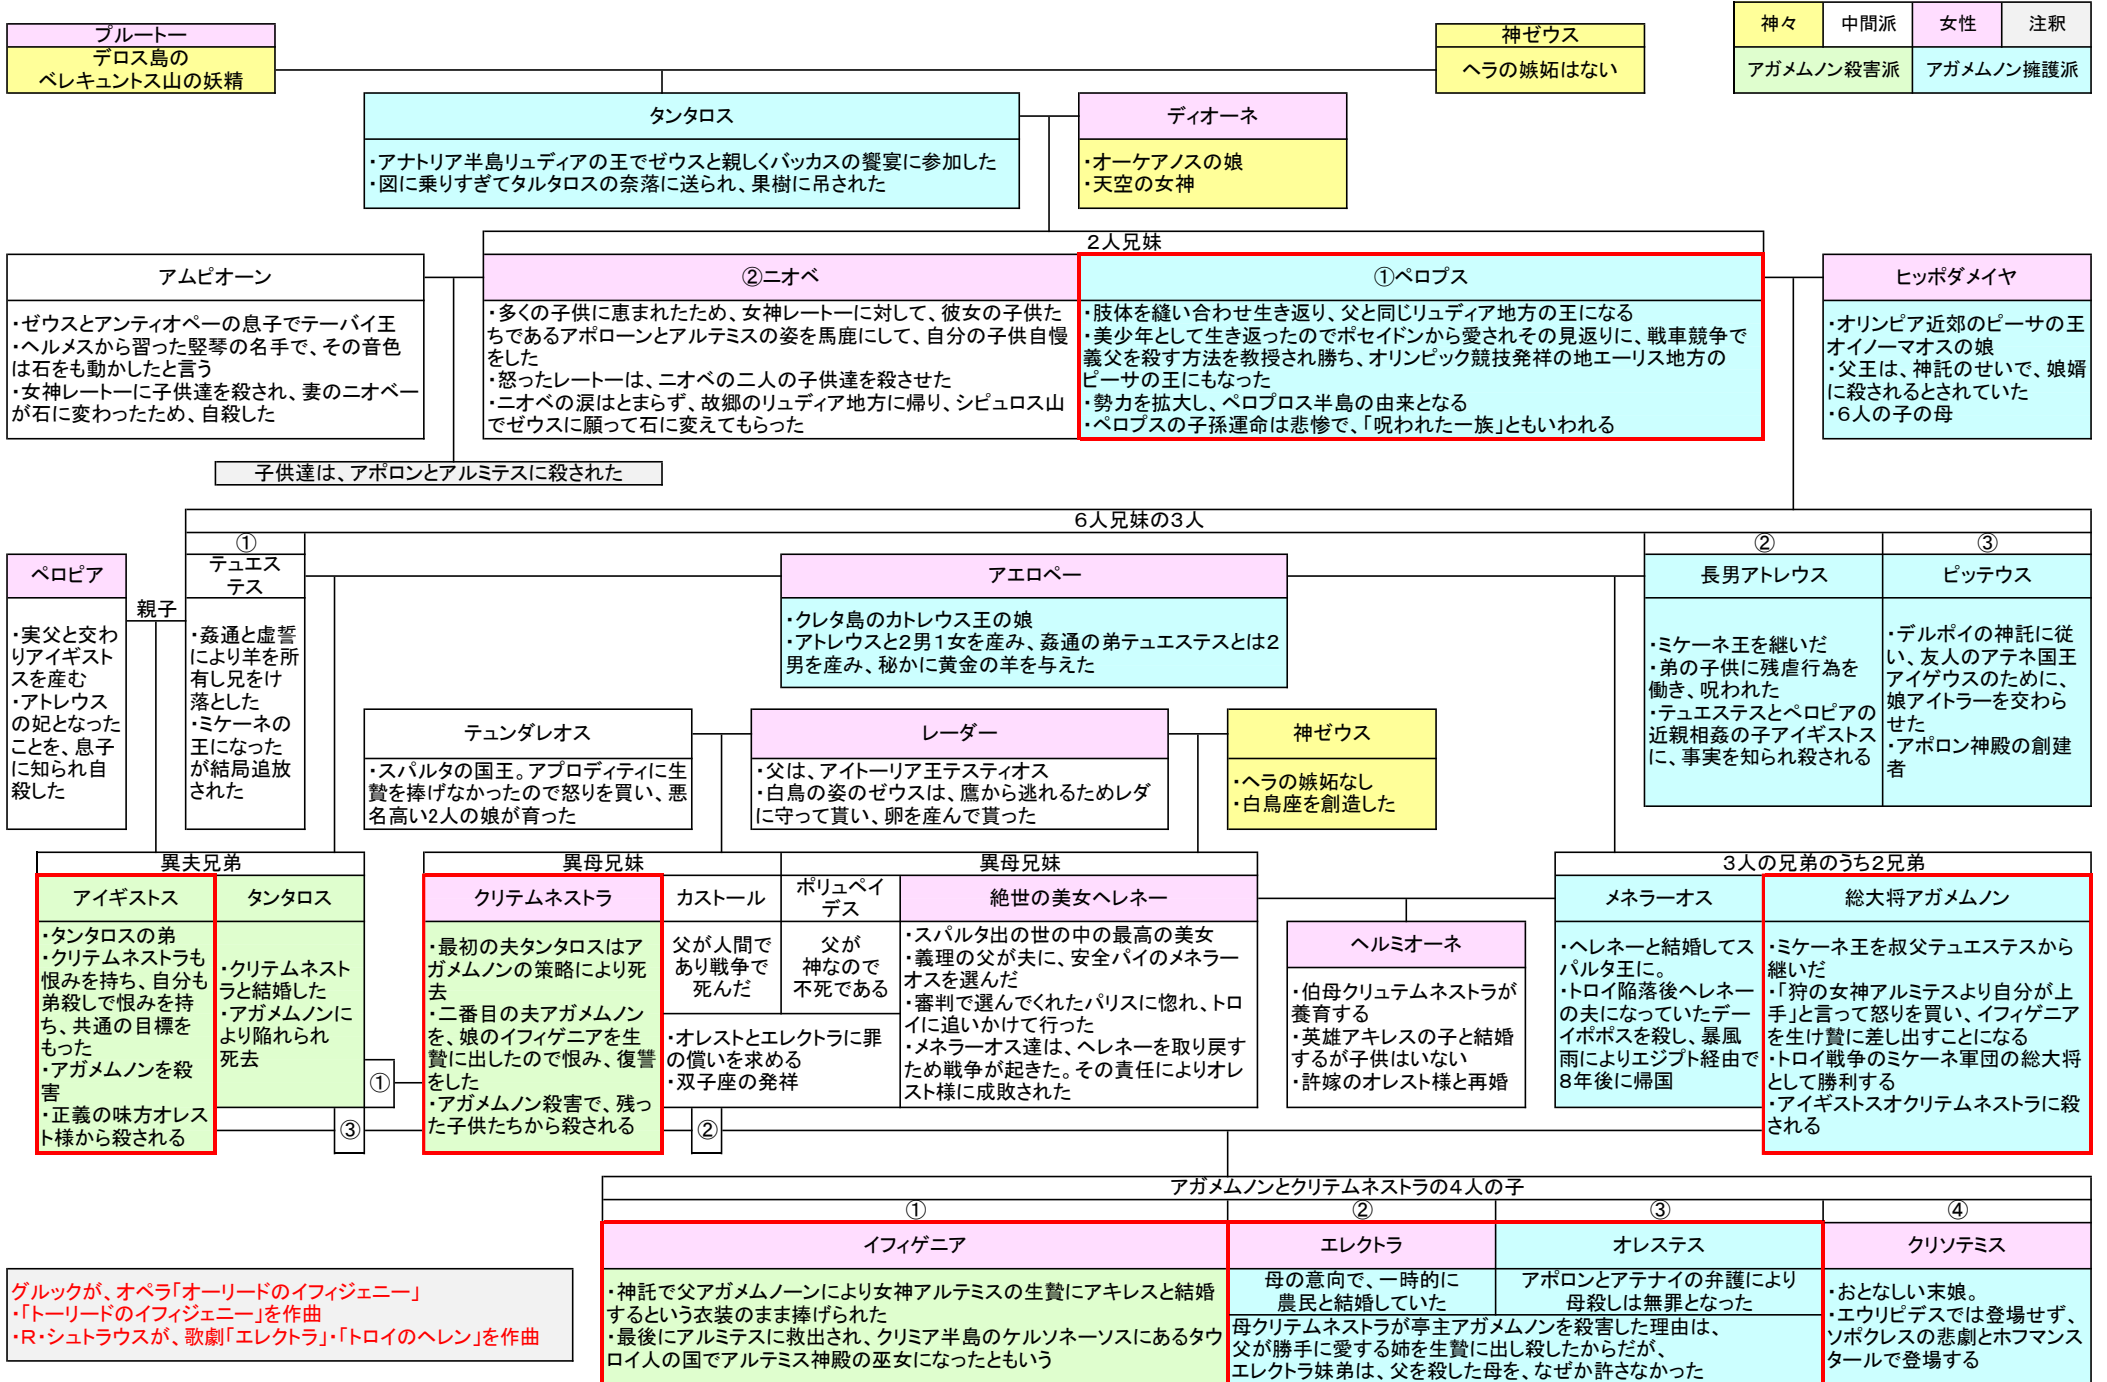 プルートー
デロス島の
ベレキュントス山の妖精
神ゼウス
ヘラの嫉妬はない
神々
中間派
女性
注釈
アガメムノン殺害派
アガメムノン擁護派
タンタロス
・アナトリア半島リュディアの王でゼウスと親しくバッカスの饗宴に参加した
・図に乗りすぎてタルタロスの奈落に送られ、果樹に吊された
ディオーネ
・オーケアノスの娘
・天空の女神
2人兄妹
アムピオーン
・ゼウスとアンティオペーの息子でテーバイ王
・ヘルメスから習った竪琴の名手で、その音色
は石をも動かしたと言う
・女神レートーに子供達を殺され、妻のニオベー
が石に変わったため、自殺した
②ニオベ
・多くの子供に恵まれたため、女神レートーに対して、彼女の子供た
ちであるアポローンとアルテミスの姿を馬鹿にして、自分の子供自慢
をした
・怒ったレートーは、ニオベの二人の子供達を殺させた
・ニオベの涙はとまらず、故郷のリュディア地方に帰り、シピュロス山
でゼウスに願って石に変えてもらった
①ペロプス
・肢体を縫い合わせ生き返り、父と同じリュディア地方の王になる
・美少年として生き返ったのでポセイドンから愛されその見返りに、戦車競争で
義父を殺す方法を教授され勝ち、オリンピック競技発祥の地エーリス地方の
ピーサの王にもなった
・勢力を拡大し、ペロプロス半島の由来となる
・ペロプスの子孫運命は悲惨で、「呪われた一族」ともいわれる
ヒッポダメイヤ
・オリンピア近郊のピーサの王
オイノーマオスの娘
・父王は、神託のせいで、娘婿
に殺されるとされていた
・6人の子の母
子供達は、アポロンとアルミテスに殺された
6人兄妹の3人
①
テュエス
テス
・姦通と虚誓
により羊を所
有し兄をけ
落とした
・ミケーネの
王になった
が結局追放
された
ペロピア
親子
・実父と交わ
りアイギスト
スを産む
・アトレウス
の妃となった
ことを、息子
に知られ自
殺した
アエロペー
・クレタ島のカトレウス王の娘
・アトレウスと2男1女を産み、姦通の弟テュエステスとは2
男を産み、秘かに黄金の羊を与えた
②
長男アトレウス
・ミケーネ王を継いだ
・弟の子供に残虐行為を
働き、呪われた
・テュエステスとペロピアの
近親相姦の子アイギストス
に、事実を知られ殺される
③
ピッテウス
・デルポイの神託に従
い、友人のアテネ国王
アイゲウスのために、
娘アイトラーを交わら
せた
・アポロン神殿の創建
者
テュンダレオス
・スパルタの国王。アプロディティに生
贄を捧げなかったので怒りを買い、悪
名高い2人の娘が育った
レーダー
・父は、アイトーリア王テスティオス
・白鳥の姿のゼウスは、鷹から逃れるためレダ
に守って貰い、卵を産んで貰った
神ゼウス
・ヘラの嫉妬なし
・白鳥座を創造した
異夫兄弟
アイギストス
・タンタロスの弟
・クリテムネストラも
恨みを持ち、自分も
弟殺しで恨みを持
ち、共通の目標を
もった
・アガメムノンを殺
害
・正義の味方オレス
ト様から殺される
タンタロス
・クリテムネスト
ラと結婚した
・アガメムノンに
より陥れられ
死去
①
③
異母兄妹
クリテムネストラ
・最初の夫タンタロスはア
ガメムノンの策略により死
去
・二番目の夫アガメムノン
を、娘のイフィゲニアを生
贄に出したので恨み、復讐
をした
・アガメムノン殺害で、残っ
た子供たちから殺される
カストール
父が人間で
あり戦争で
死んだ
異母兄妹
ポリュペイ
デス
父が
神なので
不死である
・オレストとエレクトラに罪
の償いを求める
・双子座の発祥
②
絶世の美女ヘレネー
・スパルタ出の世の中の最高の美女
・義理の父が夫に、安全パイのメネラー
オスを選んだ
・審判で選んでくれたパリスに惚れ、トロ
イに追いかけて行った
・メネラーオス達は、ヘレネーを取り戻す
ため戦争が起きた。その責任によりオレ
スト様に成敗された
ヘルミオーネ
・伯母クリュテムネストラが
養育する
・英雄アキレスの子と結婚
するが子供はいない
・許嫁のオレスト様と再婚
3人の兄弟のうち2兄弟
メネラーオス
・ヘレネーと結婚してス
パルタ王に。
・トロイ陥落後ヘレネー
の夫になっていたデー
イポポスを殺し、暴風
雨によりエジプト経由で
8年後に帰国
総大将アガメムノン
・ミケーネ王を叔父テュエステスから
継いだ
・「狩の女神アルミテスより自分が上
手」と言って怒りを買い、イフィゲニア
を生け贄に差し出すことになる
・トロイ戦争のミケーネ軍団の総大将
として勝利する
・アイギストスオクリテムネストラに殺
される
アガメムノンとクリテムネストラの4人の子
①
イフィゲニア
・神託で父アガメムノーンにより女神アルテミスの生贄にアキレスと結婚
するという衣装のまま捧げられた
・最後にアルミテスに救出され、クリミア半島のケルソネーソスにあるタウ
ロイ人の国でアルテミス神殿の巫女になったともいう
②
エレクトラ
母の意向で、一時的に
農民と結婚していた
③
オレステス
アポロンとアテナイの弁護により
母殺しは無罪となった
母クリテムネストラが亭主アガメムノンを殺害した理由は、
父が勝手に愛する姉を生贄に出し殺したからだが、
エレクトラ妹弟は、父を殺した母を、なぜか許さなかった
④
クリソテミス
・おとなしい末娘。
・エウリピデスでは登場せず、
ソポクレスの悲劇とホフマンス
タールで登場する
グルックが、オペラ「オーリードのイフィジェニー」
・「トーリードのイフィジェニー」を作曲
・R・シュトラウスが、歌劇「エレクトラ」・「トロイのヘレン」を作曲